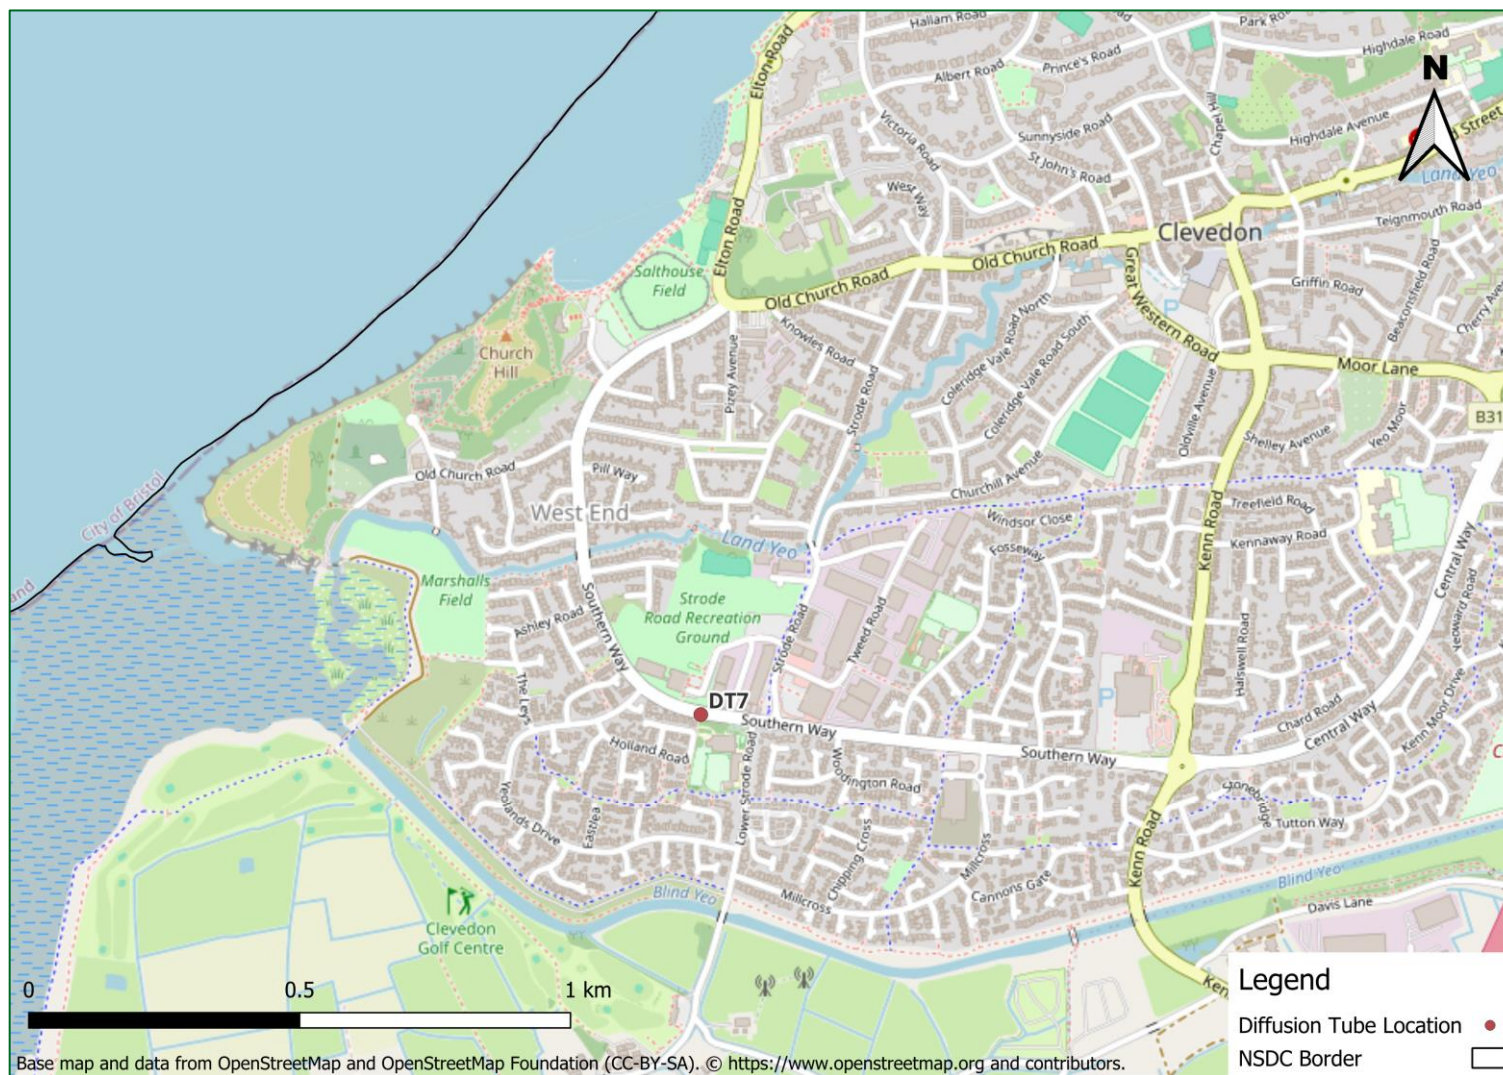 Hallam Road
Park Ro
Highdale Road
Elton Road
Albert Road
Prince's Road
N
Victoria Road
Sunnyside Road
Chapel Hill
Highdale Avenue
d Street
St John's Road
Land Yeo
West Way
Teignmouth Road
Elton Road
Clevedon
Old Church Road
Salthouse
Field
Old Church Road
Great Western Road
P
Griffin Road
Beaconsfield Road
Cherry Ave
Knowles Road
Coleridge Vale Road North
Coleridge Vale Road South
Church
Hill
Pizey Avenue
Strode Road
Moor Lane
Oldville Avenue
B31
Shelley Avenue
Yeo Moor
Old Church Road
Pill Way
Churchill Avenue
City of Bristol
West End
Windsor Close
Treefield Road
Kenn Road
Land Yeo
Fosseway
Kennaway Road
Central Way
and
Marshalls
Field
Southern Way
Strode
Road Recreation
Ground
Ashley Road
Strode Road
Tweed Road
Halswell Road
Yeoward Road
The Leys
P
DT7
Southern Way
Chard Road
Central Way
Kenn Moor Drive
Holland Road
Southern Way
Woodington Road
Lower Strode Road
Stonebridge
Yeolands Drive
Eastlea
Chipping Cross
Tutton Way
Millcross
Kenn Road
Blind Yeo
Millcross
Cannons Gate
Blind Yeo
Davis Lane
Clevedon
Golf Centre
Ken
0 0.5 1 km
Legend
Diffusion Tube Location
NSDC Border
Base map and data from OpenStreetMap and OpenStreetMap Foundation (CC-BY-SA). © https://www.openstreetmap.org and contributors.